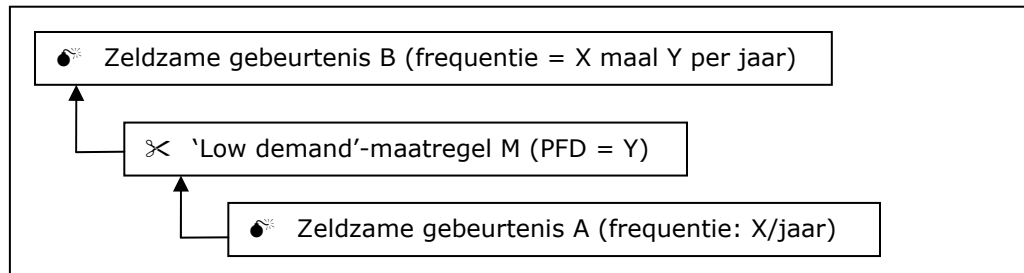 Zeldzame gebeurtenis B (frequentie = X maal Y per jaar)
‘Low demand’-maatregel M (PFD = Y)
Zeldzame gebeurtenis A (frequentie: X/jaar)